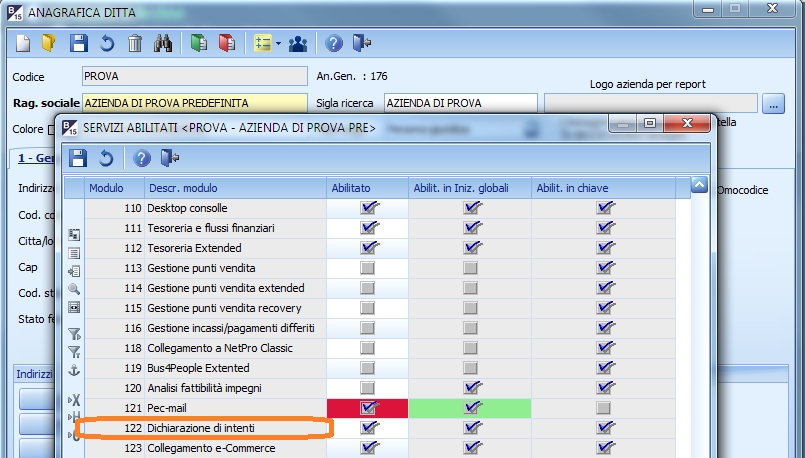 ANAGRAFICA DITTA
Codice PROVA An.Gen. : 176
Logo azienda per report
Rag. sociale AZIENDA DI PROVA PREDEFINITA Sigla ricerca AZIENDA DI PROVA ...
Colore
SERVIZI ABILITATI <PROVA - AZIENDA DI PROVA PRE>
1 - Ge
Indirizz
Cod. co
Citta/lo
Cap
Cod. st
Stato fe
Indirizzi
Omocodice
Modulo Descr. modulo Abilitato Abilit. in Iniz. globali Abilit. in chiave
110 Desktop consolle
111 Tesoreria e flussi finanziari
112 Tesoreria Extended
113 Gestione punti vendita
114 Gestione punti vendita extended
115 Gestione punti vendita recovery
116 Gestione incassi/pagamenti differiti
118 Collegamento a NetPro Classic
119 Bus4People Extented
120 Analisi fattibilità impegni
121 Pec-mail
122 Dichiarazione di intenti
123 Collegamento e-Commerce